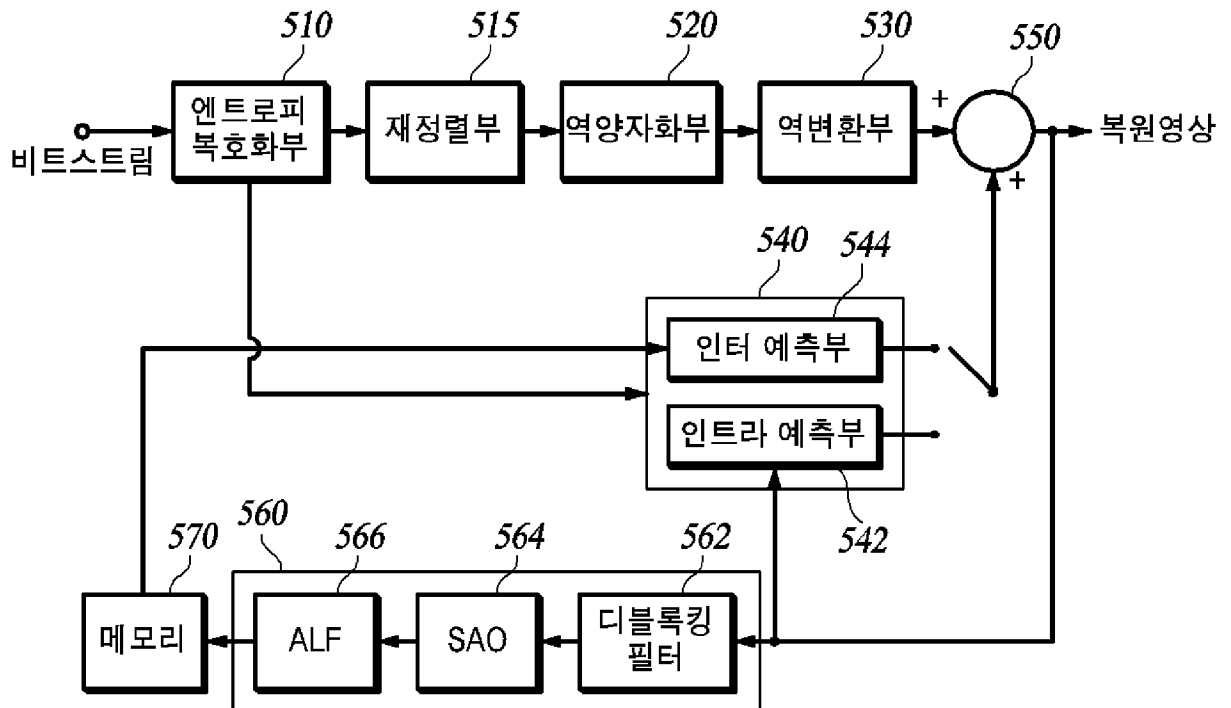 510
515
520
530
550
엔트로피
복호화부
재정렬부
역양자화부
역변환부
+
+
비트스트림
복원영상
540
544
인터 예측부
인트라 예측부
542
560
570
566
564
562
메모리
ALF
SAO
디블록킹
필터